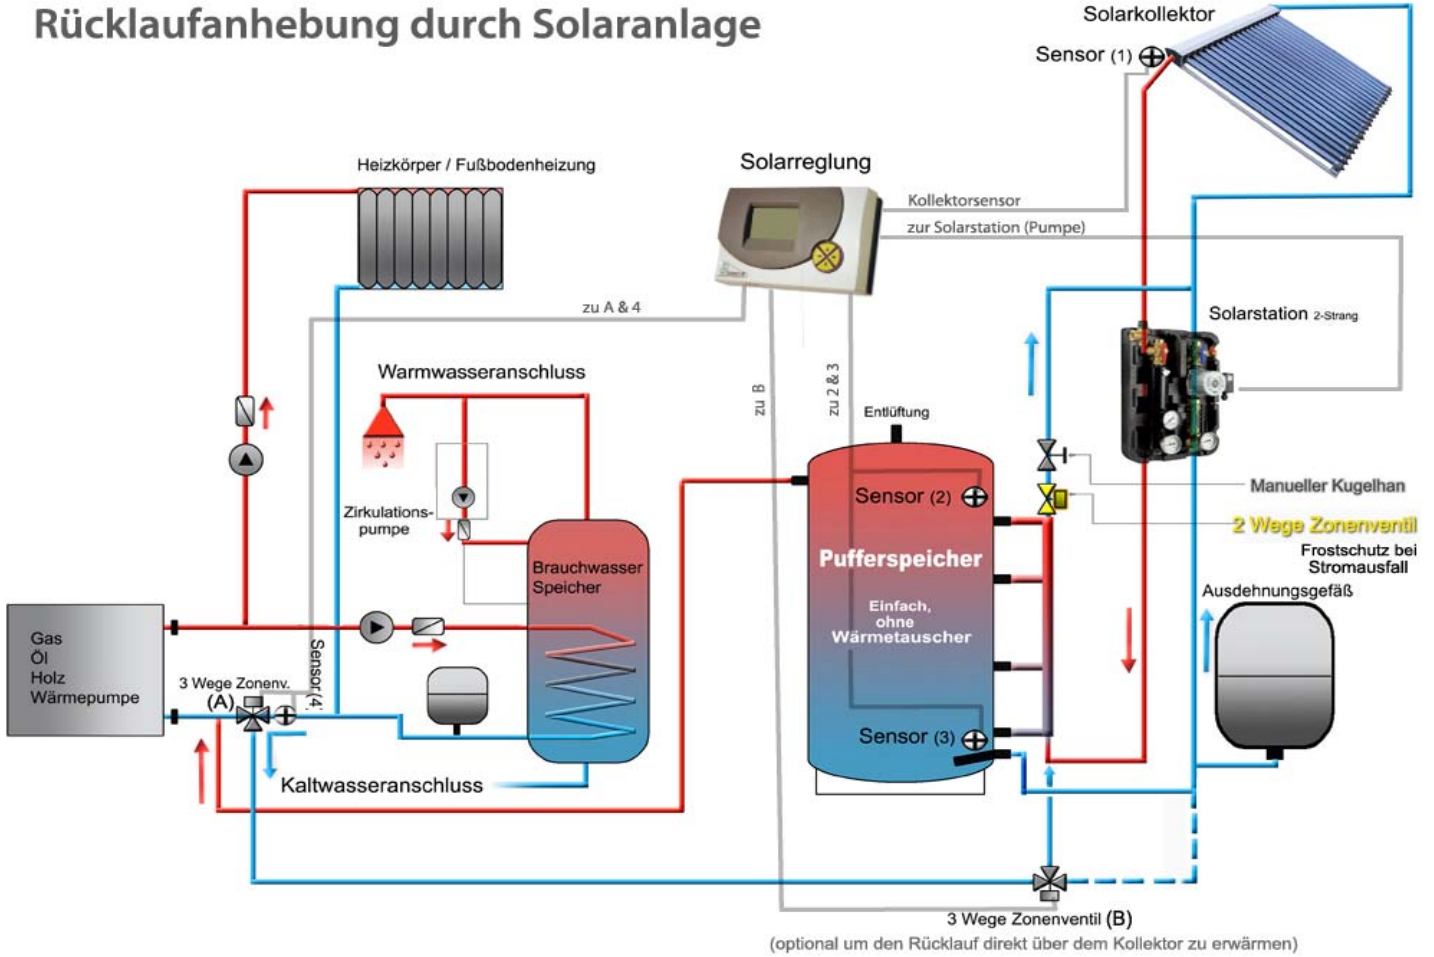 Rücklaufanhebung durch Solaranlage
Solarkollektor
Sensor (1)
Heizkörper / Fußbodenheizung
Solarreglung
Kollektorsensor
zur Solarstation (Pumpe)
zu A & 4
Solarstation 2-Strang
Warmwasseranschluss
zu B
zu 2 & 3
Entlüftung
Zirkulations-
pumpe
Sensor (2)
Manueller Kugelhan
2 Wege Zonenventil
Frostschutz bei
Stromausfall
Pufferspeicher
Brauchwasser
Speicher
Einfach,
ohne
Wärmetauscher
Ausdehnungsgefäß
Gas
Öl
Holz
Wärmepumpe
Sensor (4)
3 Wege Zonenv.
(A)
Sensor (3)
Kaltwasseranschluss
3 Wege Zonenventil (B)
(optional um den Rücklauf direkt über dem Kollektor zu erwärmen)